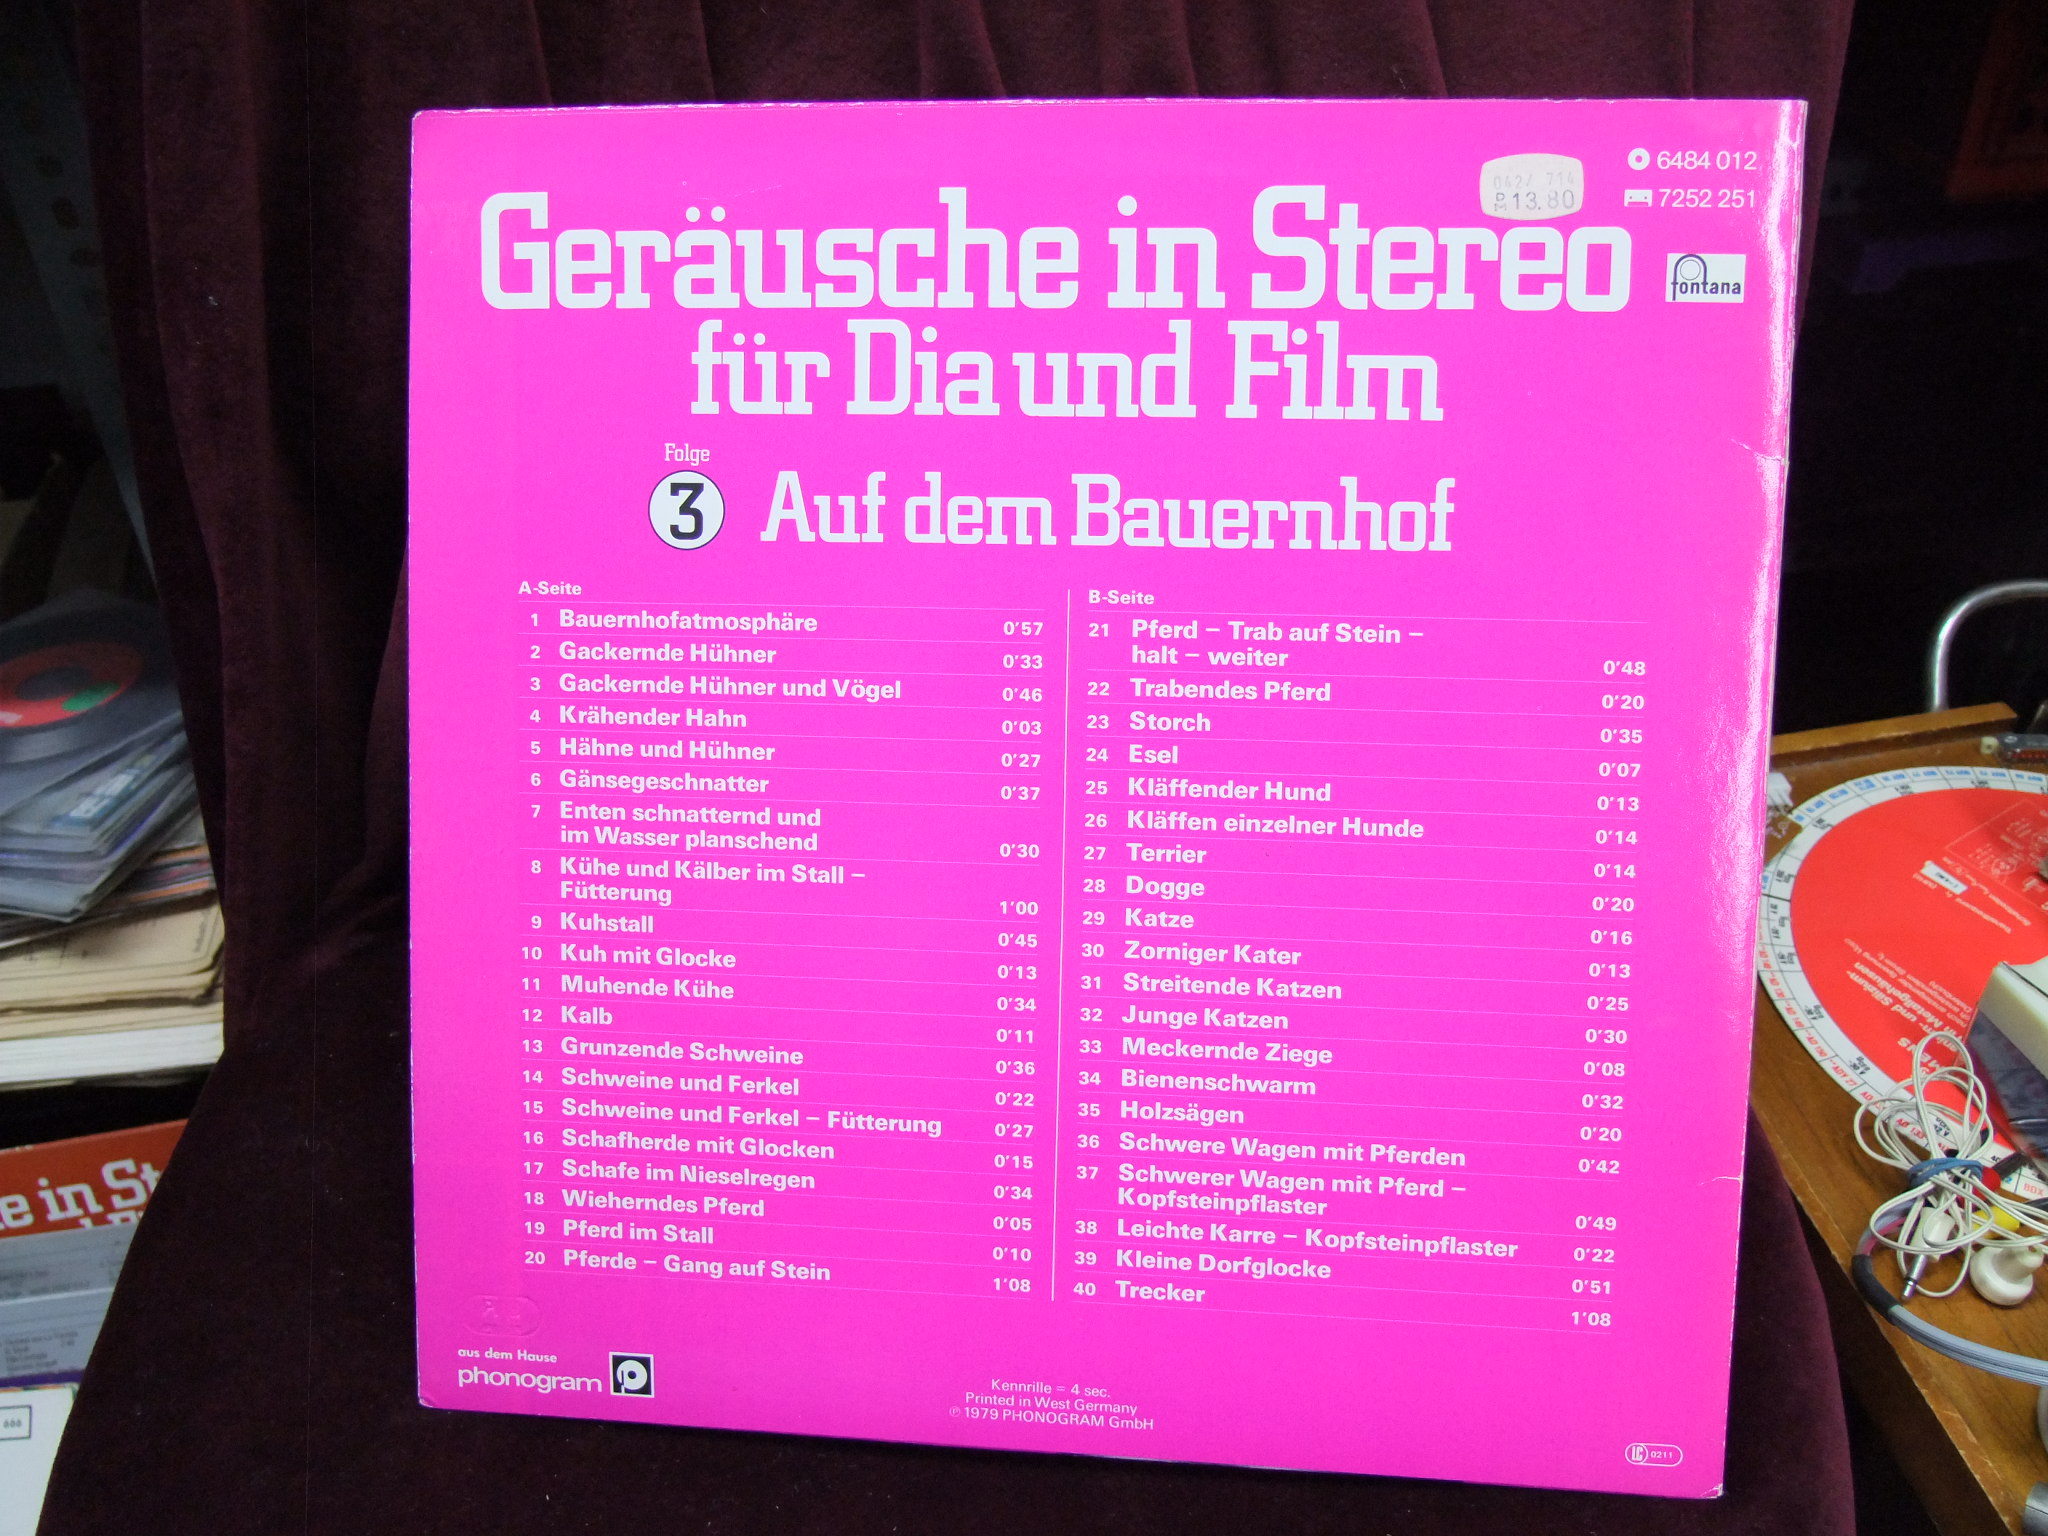 6484 012
7252 251
0427 714
DM 13.80
Geräusche in Stereo
fontana
für Dia und Film
Folge
3 Auf dem Bauernhof
A-Seite
1 Bauernhofatmosphäre 0'57
2 Gackernde Hühner 0'33
3 Gackernde Hühner und Vögel 0'46
4 Krähender Hahn 0'03
5 Hähne und Hühner 0'27
6 Gänsegeschnatter 0'37
7 Enten schnatternd und
im Wasser planschend 0'30
8 Kühe und Kälber im Stall –
Fütterung 1'00
9 Kuhstall 0'45
10 Kuh mit Glocke 0'13
11 Muhende Kühe 0'34
12 Kalb 0'11
13 Grunzende Schweine 0'36
14 Schweine und Ferkel 0'22
15 Schweine und Ferkel – Fütterung 0'27
16 Schafherde mit Glocken 0'15
17 Schafe im Nieselregen 0'34
18 Wieherndes Pferd 0'05
19 Pferd im Stall 0'10
20 Pferde – Gang auf Stein 1'08
B-Seite
21 Pferd – Trab auf Stein –
halt – weiter 0'48
22 Trabendes Pferd 0'20
23 Storch 0'35
24 Esel 0'07
25 Kläffender Hund 0'13
26 Kläffen einzelner Hunde 0'14
27 Terrier 0'14
28 Dogge 0'20
29 Katze 0'16
30 Zorniger Kater 0'13
31 Streitende Katzen 0'25
32 Junge Katzen 0'30
33 Meckernde Ziege 0'08
34 Bienenschwarm 0'32
35 Holzsägen 0'20
36 Schwere Wagen mit Pferden 0'42
37 Schwerer Wagen mit Pferd –
Kopfsteinpflaster 0'49
38 Leichte Karre – Kopfsteinpflaster 0'22
39 Kleine Dorfglocke 0'51
40 Trecker 1'08
aus dem Hause
phonogram
Kennrille = 4 sec.
Printed in West Germany
℗ 1979 PHONOGRAM GmbH
LC 0211
e in St
666